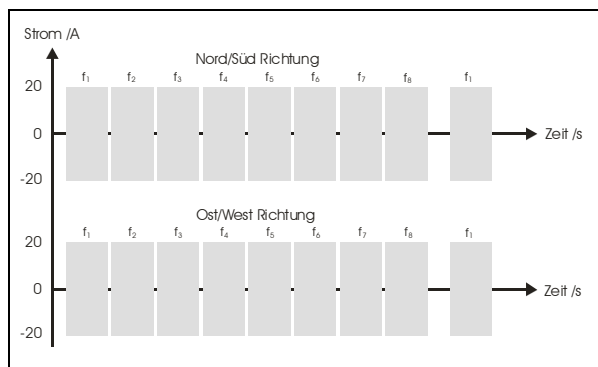 Strom /A
Nord/Süd Richtung
f₁ f₂ f₃ f₄ f₅ f₆ f₇ f₈ f₁
20
0 Zeit /s
-20
Ost/West Richtung
f₁ f₂ f₃ f₄ f₅ f₆ f₇ f₈ f₁
20
0 Zeit /s
-20